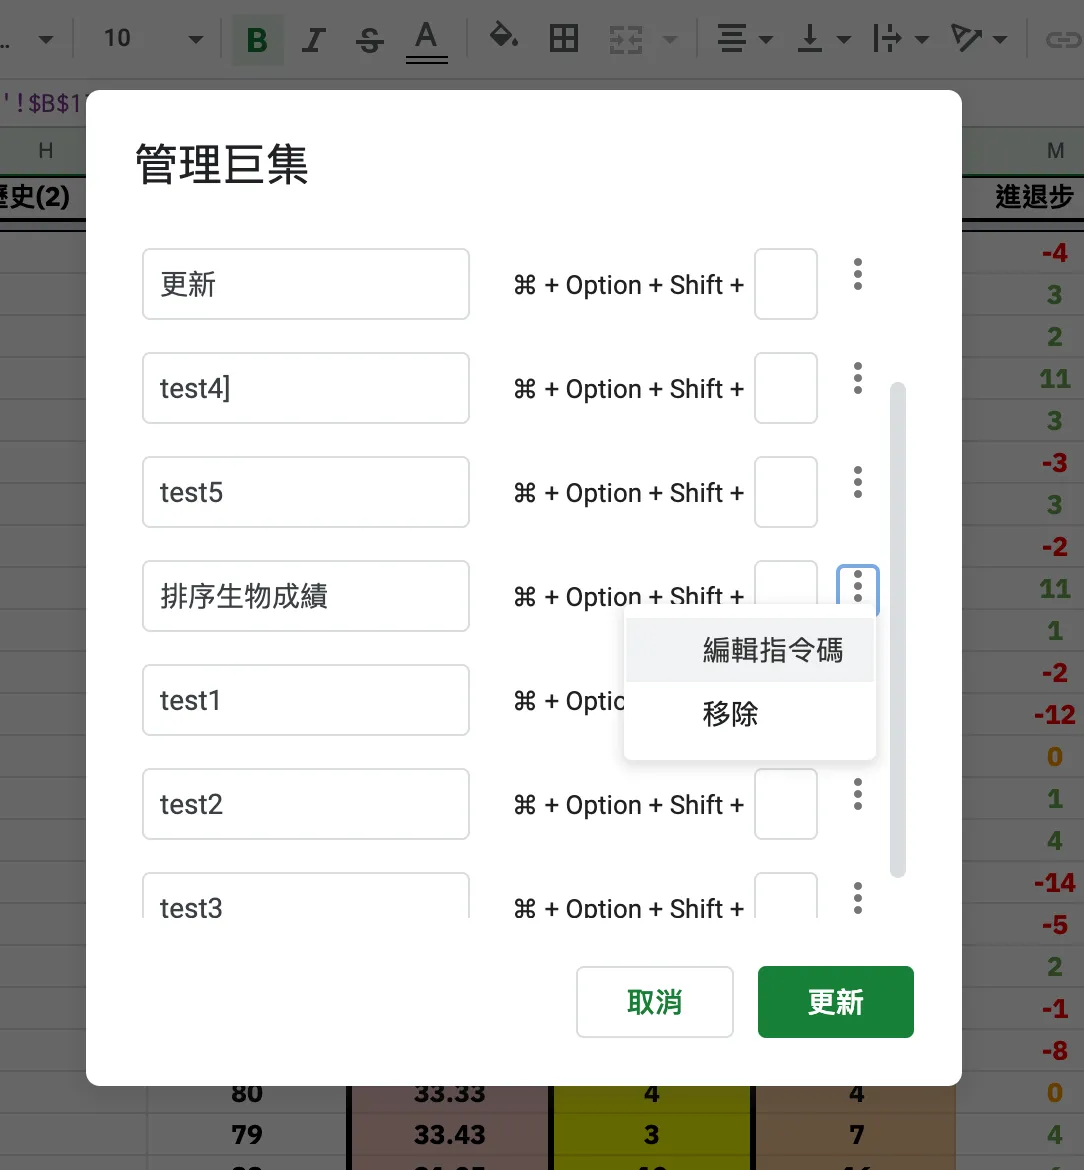 10
B I S A
'!$B$1
H
M
歷史(2)
進退步
管理巨集
更新
⌘ + Option + Shift +
test4]
⌘ + Option + Shift +
test5
⌘ + Option + Shift +
排序生物成績
⌘ + Option + Shift +
編輯指令碼
移除
test1
⌘ + Optio
test2
⌘ + Option + Shift +
test3
⌘ + Option + Shift +
取消
更新
-4
3
2
11
3
-3
3
-2
11
1
-2
-12
0
1
4
-14
-5
2
-1
-8
80 33.33 4 4 0
79 33.43 3 7 4